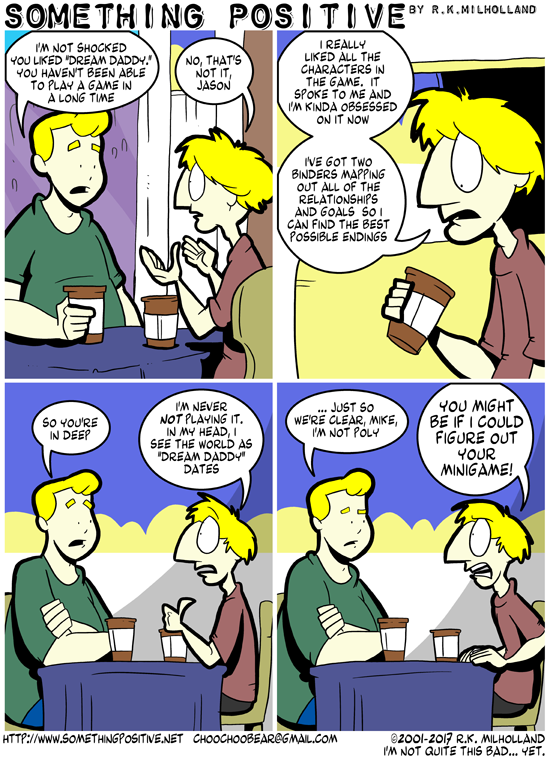 SOMETHING POSITIVE BY R.K.MILHOLLAND
I'M NOT SHOCKED
YOU LIKED "DREAM DADDY."
YOU HAVEN'T BEEN ABLE
TO PLAY A GAME IN
A LONG TIME
NO, THAT'S
NOT IT,
JASON
I REALLY
LIKED ALL THE
CHARACTERS IN
THE GAME. IT
SPOKE TO ME AND
I'M KINDA OBSESSED
ON IT NOW
I'VE GOT TWO
BINDERS MAPPING
OUT ALL OF THE
RELATIONSHIPS
AND GOALS SO I
CAN FIND THE BEST
POSSIBLE ENDINGS
SO YOU'RE
IN DEEP
I'M NEVER
NOT PLAYING IT.
IN MY HEAD, I
SEE THE WORLD AS
"DREAM DADDY"
DATES
... JUST SO
WE'RE CLEAR, MIKE,
I'M NOT POLY
YOU MIGHT
BE IF I COULD
FIGURE OUT
YOUR
MINIGAME!
HTTP://WWW.SOMETHINGPOSITIVE.NET CHOOCHOOBEAR@GMAIL.COM
©2001-2017 R.K. MILHOLLAND
I'M NOT QUITE THIS BAD... YET.